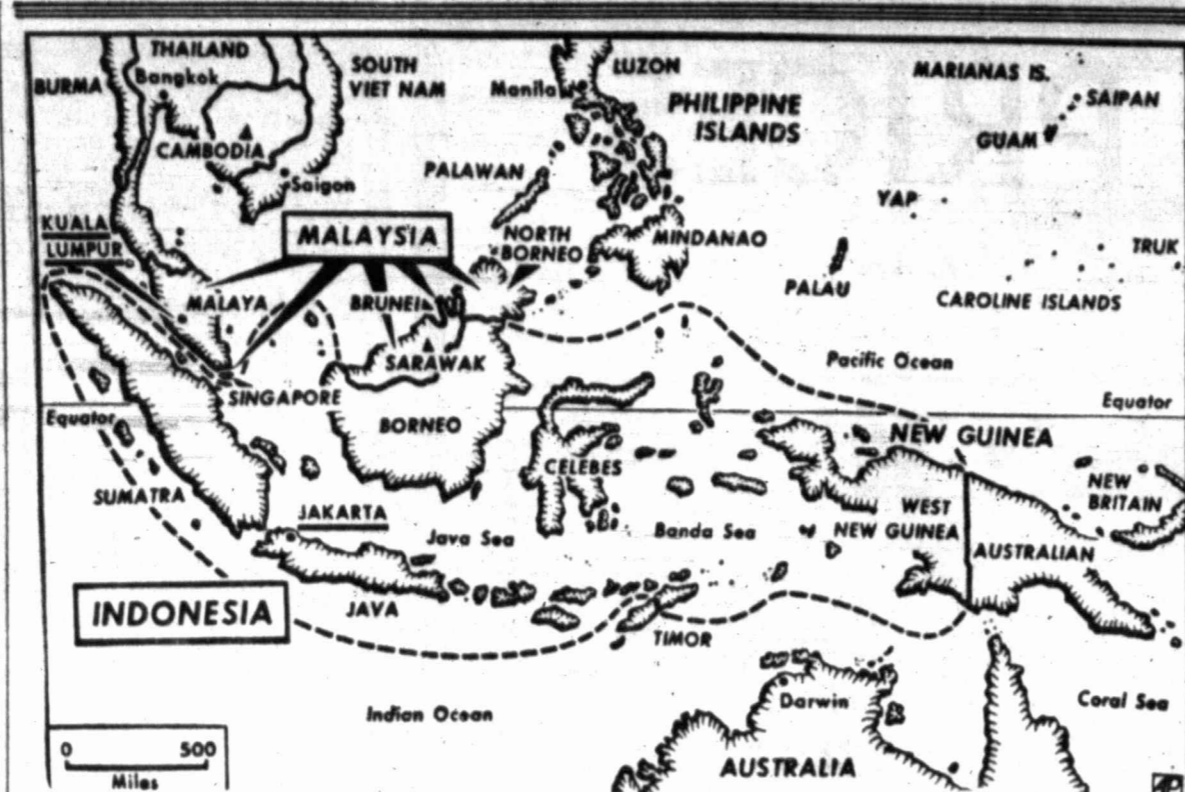 THAILAND
Bangkok
BURMA
SOUTH
VIET NAM
CAMBODIA
Saigon
LUZON
Manila
PHILIPPINE
ISLANDS
MARIANAS IS.
SAIPAN
GUAM
PALAWAN
YAP
KUALA
LUMPUR
MALAYSIA
NORTH
BORNEO
MINDANAO
TRUK
MALAYA
BRUNEI
PALAU
CAROLINE ISLANDS
SARAWAK
Pacific Ocean
SINGAPORE
Equator
Equator
BORNEO
NEW GUINEA
CELEBES
SUMATRA
NEW
BRITAIN
JAKARTA
Java Sea
Banda Sea
WEST
NEW GUINEA
AUSTRALIAN
INDONESIA
JAVA
TIMOR
Indian Ocean
Darwin
Coral Sea
0 500
Miles
AUSTRALIA
AP